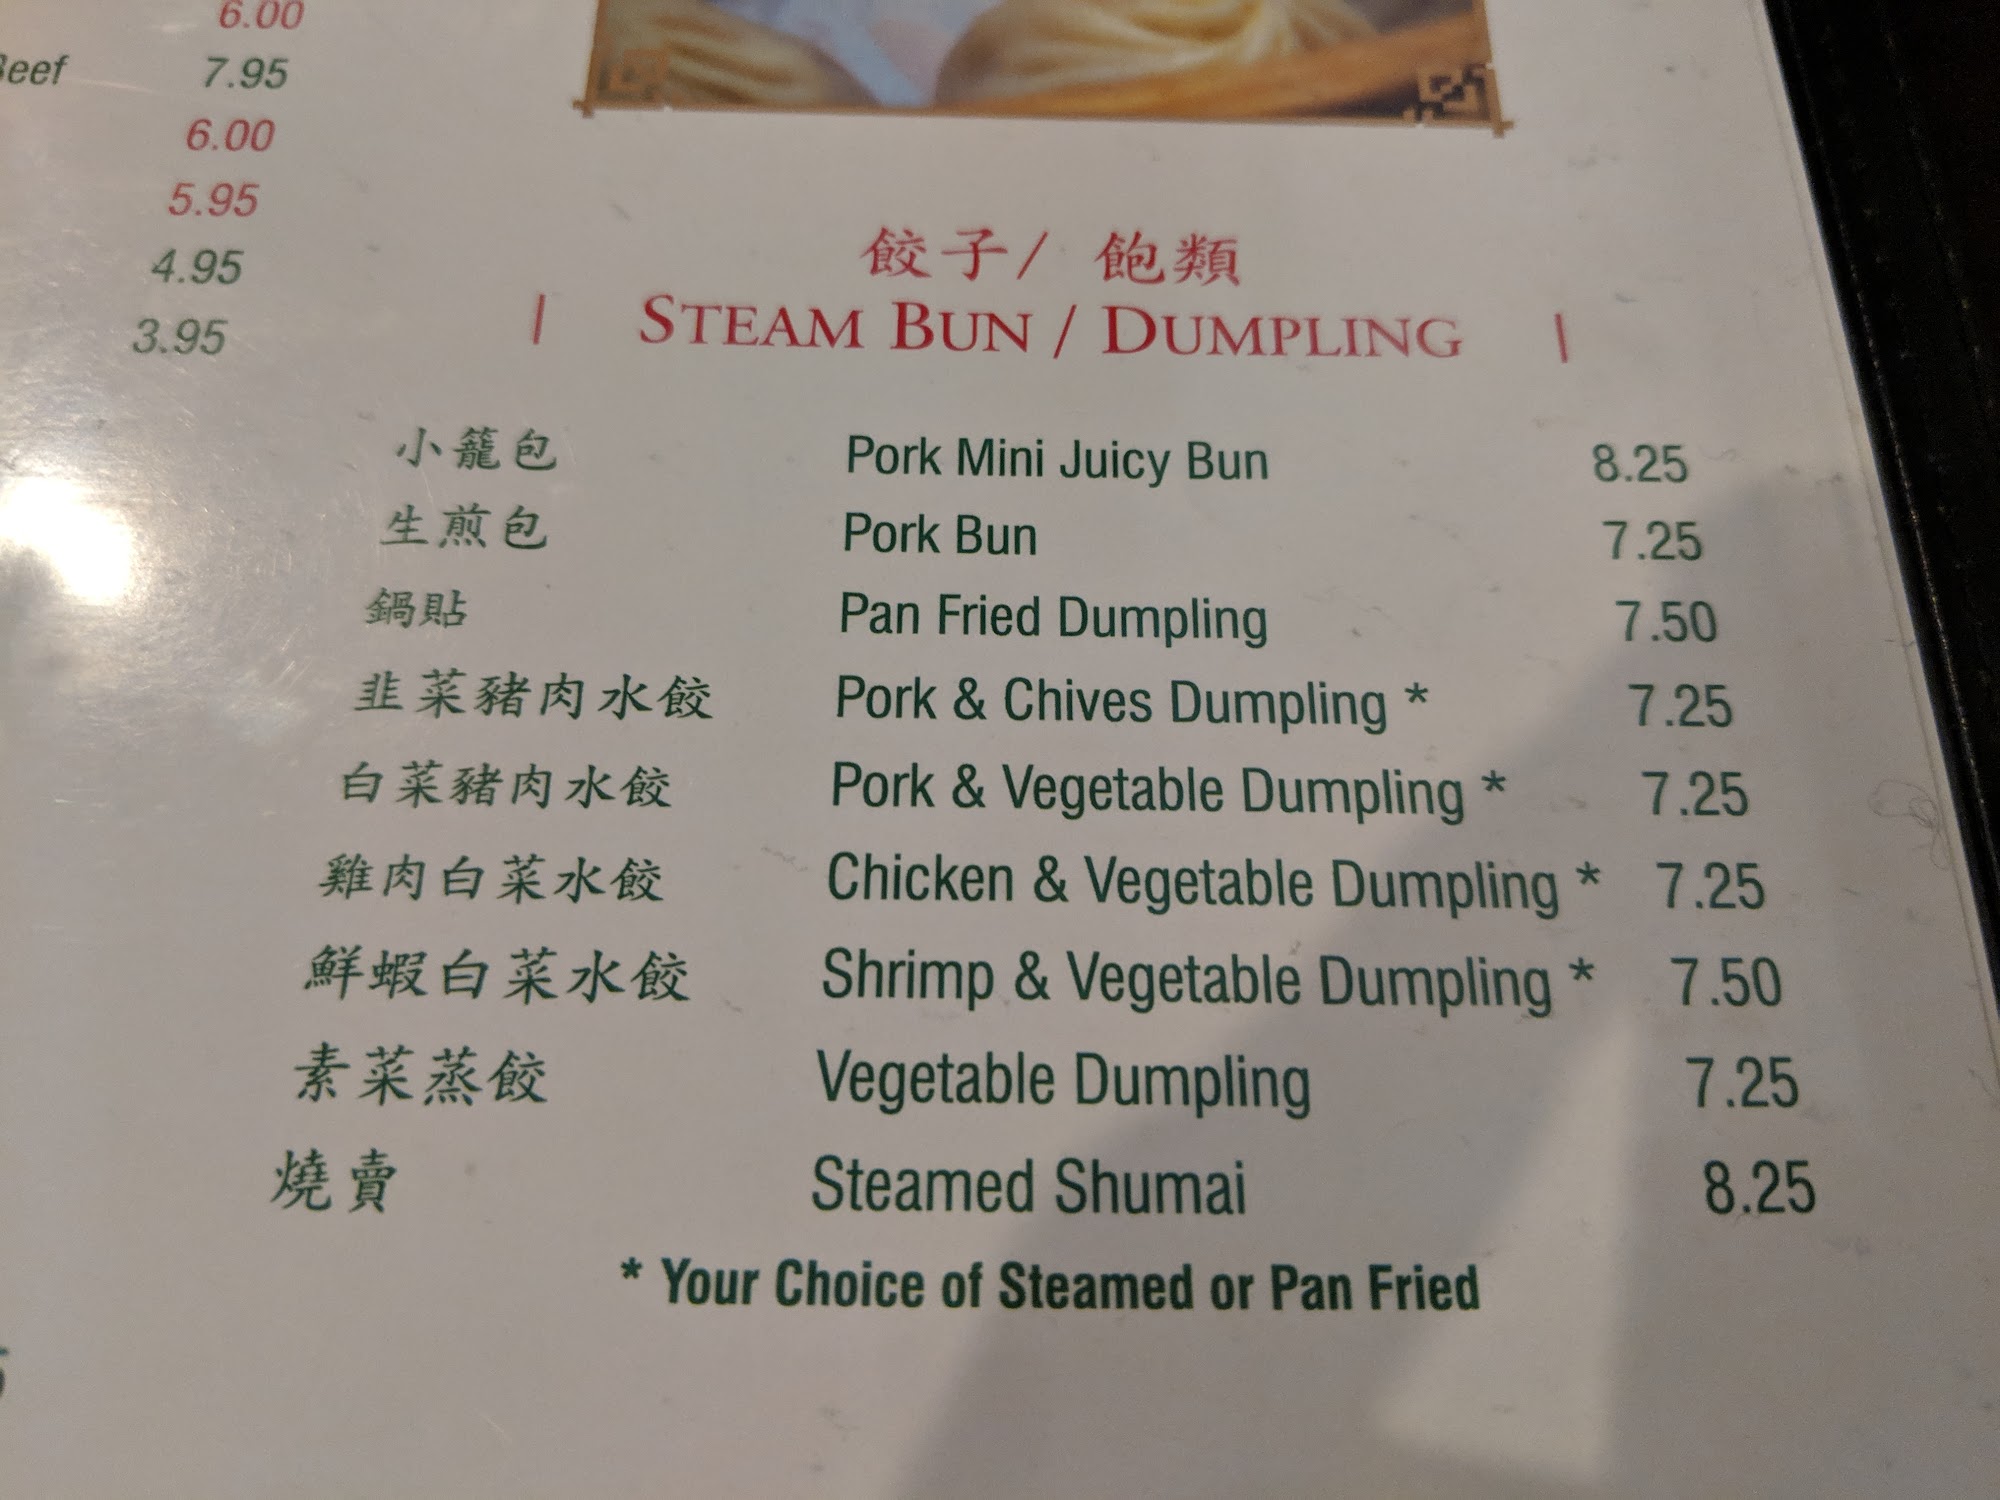 6.00
Beef 7.95
6.00
5.95
4.95
3.95
餃子/ 飽類
| STEAM BUN / DUMPLING |
小籠包 Pork Mini Juicy Bun 8.25
生煎包 Pork Bun 7.25
鍋貼 Pan Fried Dumpling 7.50
韭菜豬肉水餃 Pork & Chives Dumpling * 7.25
白菜豬肉水餃 Pork & Vegetable Dumpling * 7.25
雞肉白菜水餃 Chicken & Vegetable Dumpling * 7.25
鮮蝦白菜水餃 Shrimp & Vegetable Dumpling * 7.50
素菜蒸餃 Vegetable Dumpling 7.25
燒賣 Steamed Shumai 8.25
* Your Choice of Steamed or Pan Fried